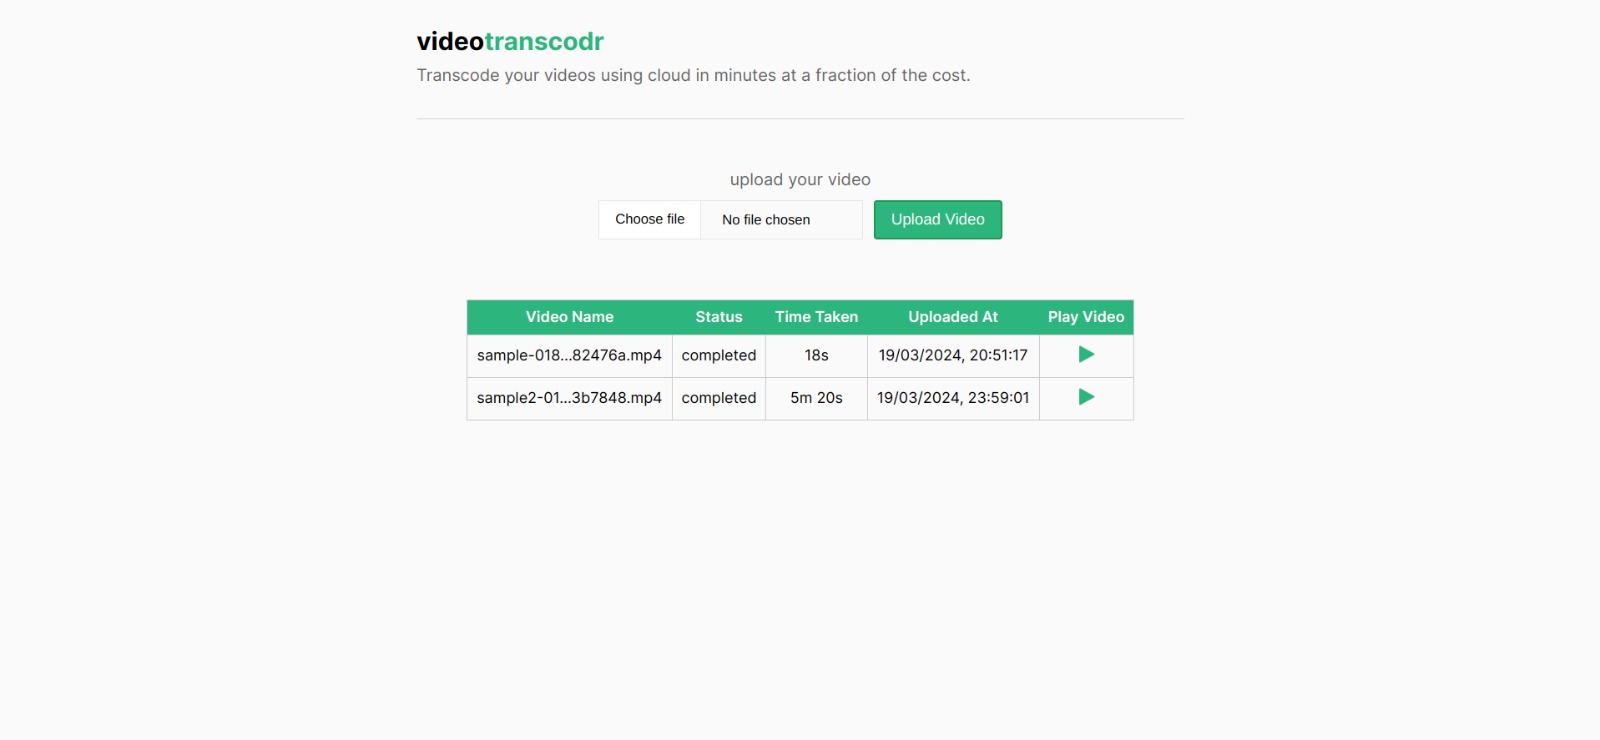 videotranscodr
Transcode your videos using cloud in minutes at a fraction of the cost.
upload your video
Choose file No file chosen Upload Video
Video Name Status Time Taken Uploaded At Play Video
sample-018...82476a.mp4 completed 18s 19/03/2024, 20:51:17
sample2-01...3b7848.mp4 completed 5m 20s 19/03/2024, 23:59:01